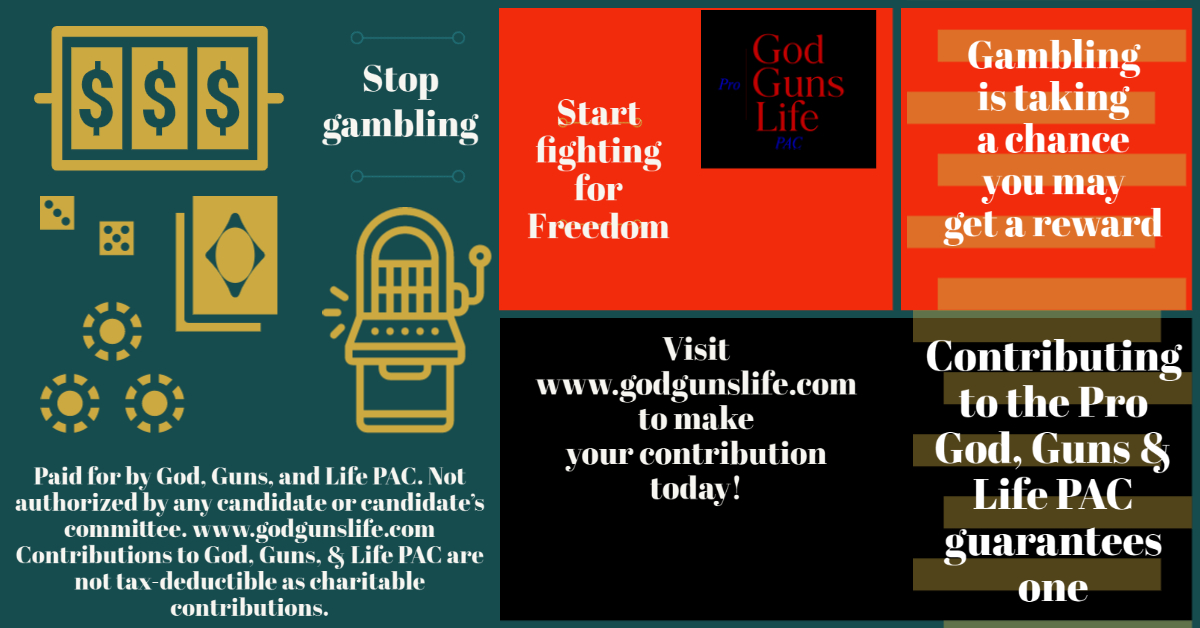 $ $ $
Stop
gambling
Paid for by God, Guns, and Life PAC. Not
authorized by any candidate or candidate's
committee. www.godgunslife.com
Contributions to God, Guns, & Life PAC are
not tax-deductible as charitable
contributions.
Start
fighting
for
Freedom
God
Pro Guns
Life
PAC
Gambling
is taking
a chance
you may
get a reward
Visit
www.godgunslife.com
to make
your contribution
today!
Contributing
to the Pro
God, Guns &
Life PAC
guarantees
one